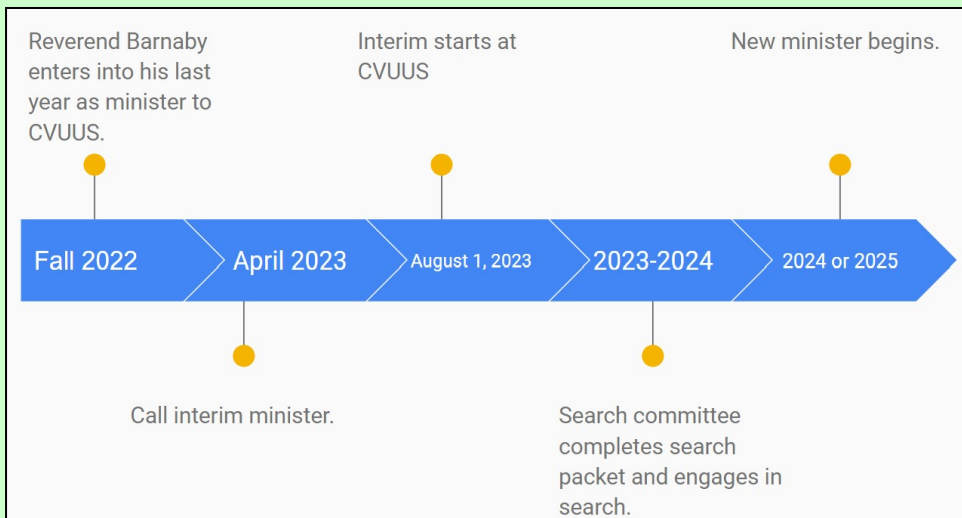 Reverend Barnaby
enters into his last
year as minister to
CVUUS.
Interim starts at
CVUUS
New minister begins.
Fall 2022
April 2023
August 1, 2023
2023-2024
2024 or 2025
Call interim minister.
Search committee
completes search
packet and engages in
search.